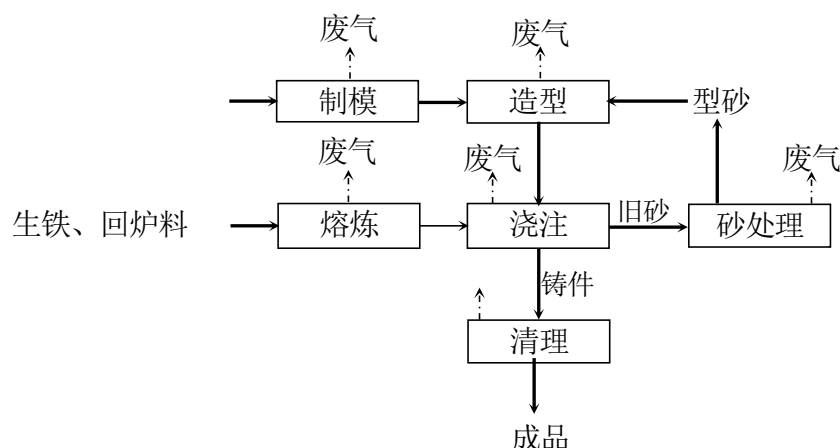 废气
废气
制模
造型
型砂
废气
废气
废气
生铁、回炉料
熔炼
浇注
旧砂
砂处理
铸件
清理
成品